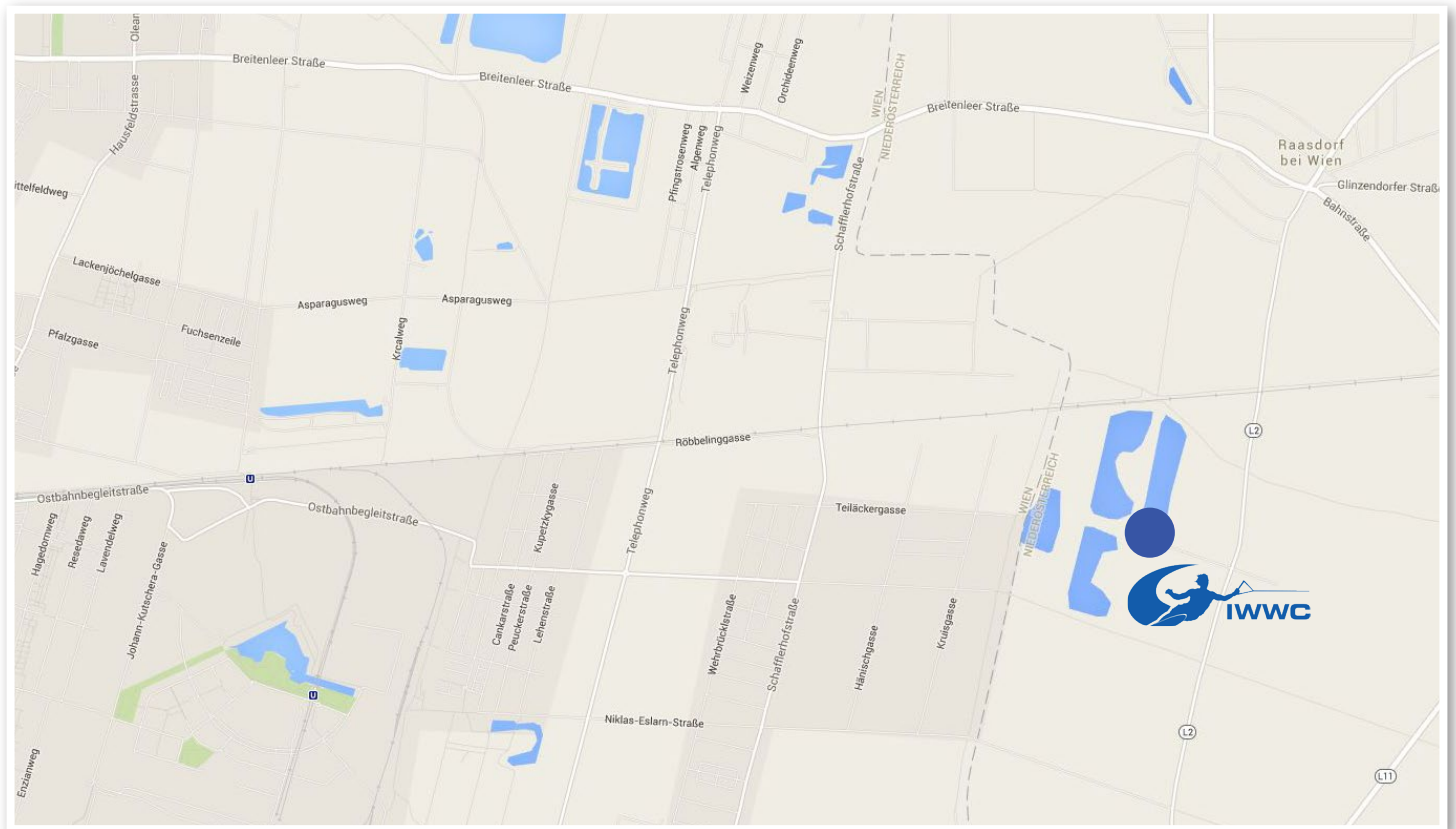 Olean
Breitenleer Straße
Breitenleer Straße
Weizenweg
Orchideenweg
WIEN
NIEDERÖSTERREICH
Breitenleer Straße
Hausfeldstrasse
Pfingstrosenweg
Algenweg
Telephonweg
Raasdorf
bei Wien
Glinzendorfer Straß
Bahnstraße
ittelfeldweg
Schafflerhofstraße
Lackenjöchelgasse
Asparagusweg
Asparagusweg
Pfalzgasse
Fuchsenzeile
Krcalweg
Telephonweg
Röbbelinggasse
L2
U
Ostbahnbegleitstraße
Ostbahnbegleitstraße
Kupetzkygasse
Telephonweg
Teiläckergasse
WIEN
NIEDERÖSTERREICH
Hagedornweg
Resedaweg
Lavendelweg
Johann-Kutschera-Gasse
Cankarstraße
Peuckerstraße
Lehenstraße
Wehrbrücklstraße
Schafflerhofstraße
Hänischgasse
Krulsgasse
IWWC
U
Niklas-Eslarn-Straße
L2
Enzianweg
L11